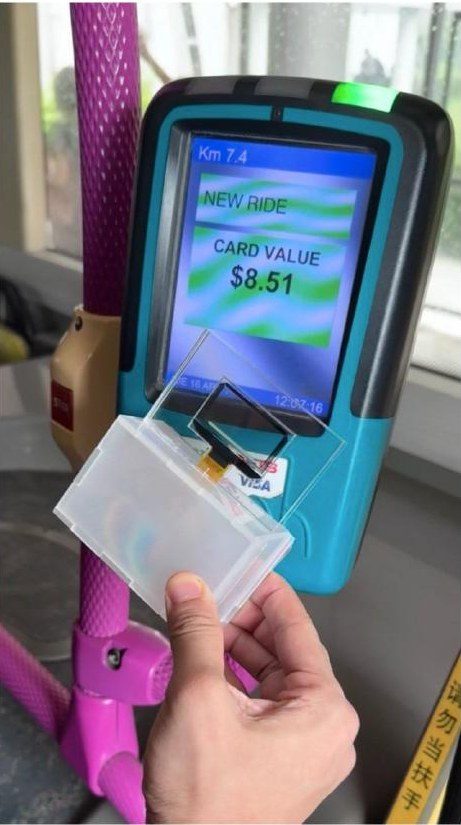 Km 7.4
NEW RIDE
CARD VALUE
$8.51
12:07:16
VISA
请勿当扶手